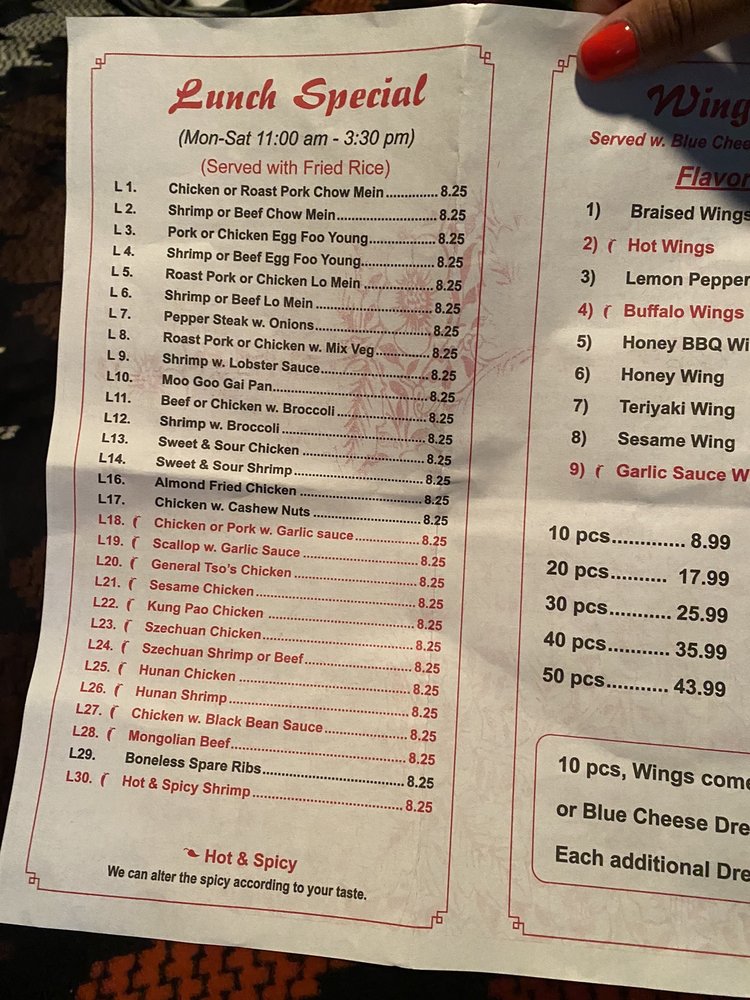 Lunch Special
(Mon-Sat 11:00 am - 3:30 pm)
(Served with Fried Rice)
L 1. Chicken or Roast Pork Chow Mein.............. 8.25
L 2. Shrimp or Beef Chow Mein................................ 8.25
L 3. Pork or Chicken Egg Foo Young..................... 8.25
L 4. Shrimp or Beef Egg Foo Young....................... 8.25
L 5. Roast Pork or Chicken Lo Mein ...................... 8.25
L 6. Shrimp or Beef Lo Mein .................................... 8.25
L 7. Pepper Steak w. Onions.................................... 8.25
L 8. Roast Pork or Chicken w. Mix Veg................. 8.25
L 9. Shrimp w. Lobster Sauce.................................. 8.25
L10. Moo Goo Gai Pan............................................... 8.25
L11. Beef or Chicken w. Broccoli ............................ 8.25
L12. Shrimp w. Broccoli ............................................ 8.25
L13. Sweet & Sour Chicken ...................................... 8.25
L14. Sweet & Sour Shrimp........................................ 8.25
L16. Almond Fried Chicken ..................................... 8.25
L17. Chicken w. Cashew Nuts ................................. 8.25
L18. Chicken or Pork w. Garlic sauce.................... 8.25
L19. Scallop w. Garlic Sauce ................................... 8.25
L20. General Tso's Chicken ..................................... 8.25
L21. Sesame Chicken................................................ 8.25
L22. Kung Pao Chicken ............................................ 8.25
L23. Szechuan Chicken.............................................. 8.25
L24. Szechuan Shrimp or Beef................................. 8.25
L25. Hunan Chicken .................................................. 8.25
L26. Hunan Shrimp..................................................... 8.25
L27. Chicken w. Black Bean Sauce......................... 8.25
L28. Mongolian Beef................................................... 8.25
L29. Boneless Spare Ribs......................................... 8.25
L30. Hot & Spicy Shrimp............................................ 8.25
Hot & Spicy
We can alter the spicy according to your taste.
Wing
Served w. Blue Chee
Flavor
1) Braised Wings
2) Hot Wings
3) Lemon Pepper
4) Buffalo Wings
5) Honey BBQ Wi
6) Honey Wing
7) Teriyaki Wing
8) Sesame Wing
9) Garlic Sauce W
10 pcs............. 8.99
20 pcs.......... 17.99
30 pcs........... 25.99
40 pcs........... 35.99
50 pcs........... 43.99
10 pcs, Wings come
or Blue Cheese Dre
Each additional Dre